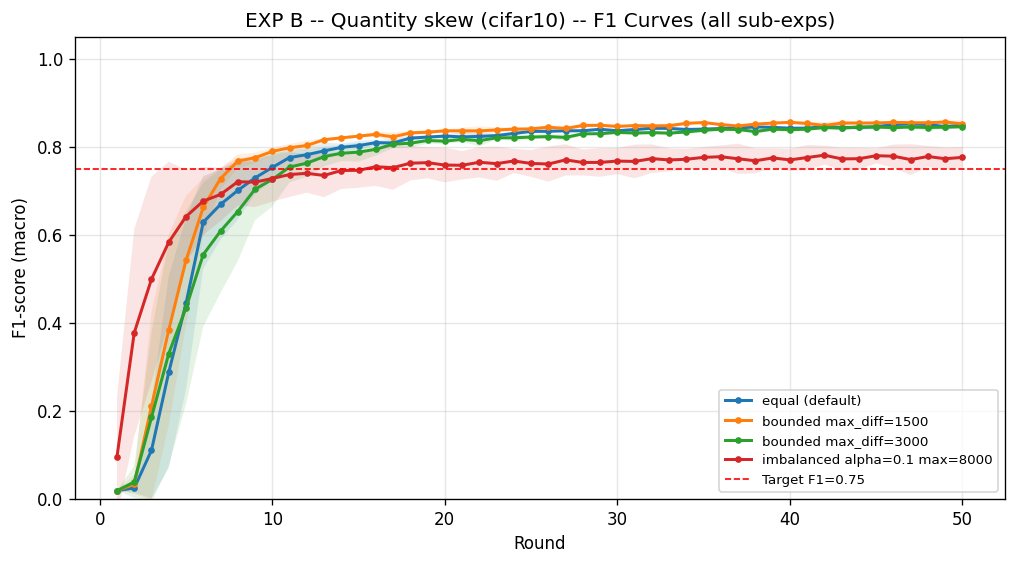 EXP B -- Quantity skew (cifar10) -- F1 Curves (all sub-exps)
F1-score (macro)
1.0
0.8
0.6
0.4
0.2
0.0
0 10 20 30 40 50
Round
equal (default)
bounded max_diff=1500
bounded max_diff=3000
imbalanced alpha=0.1 max=8000
Target F1=0.75